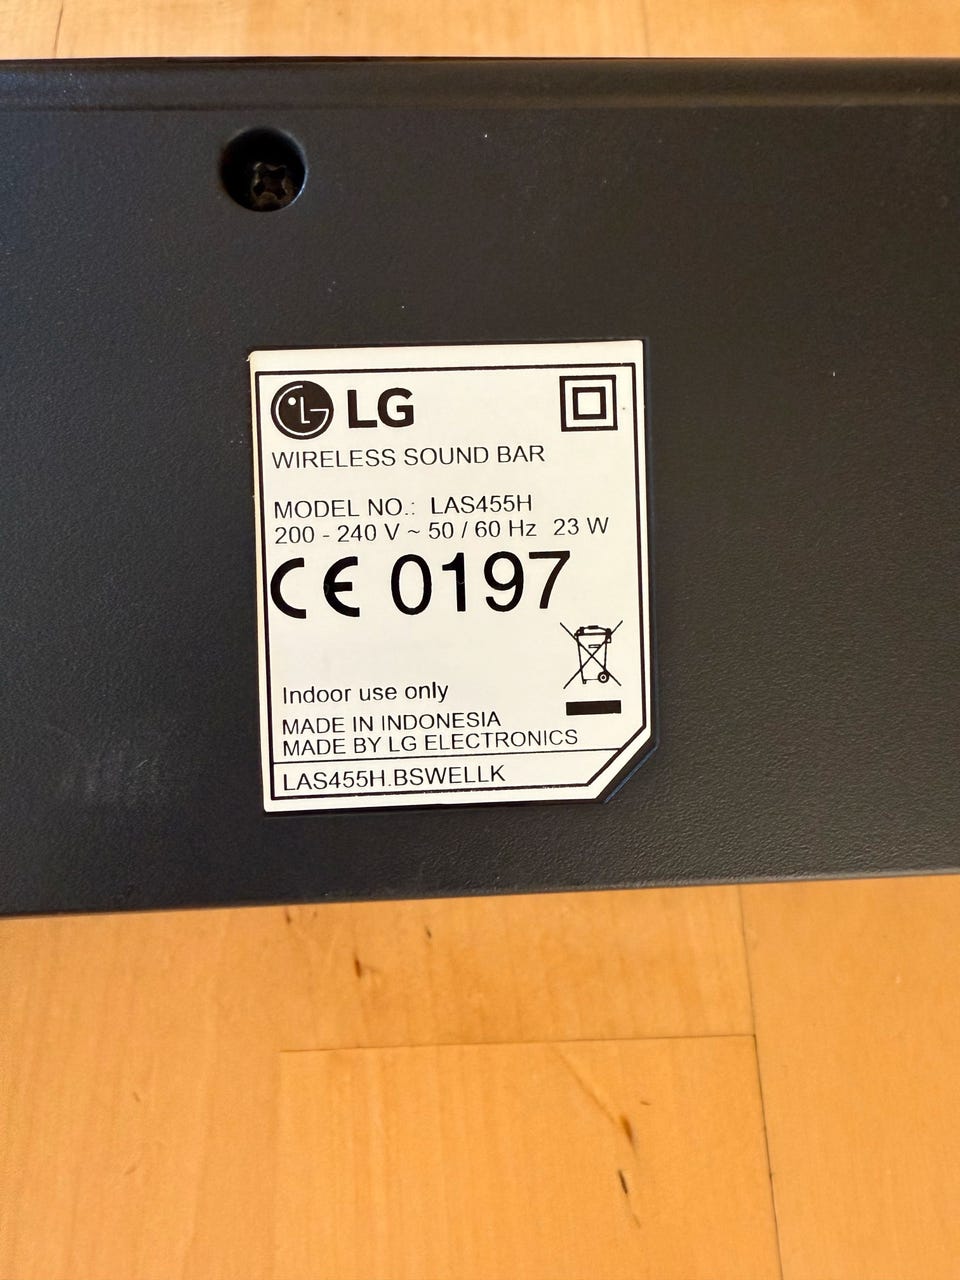 LG
WIRELESS SOUND BAR
MODEL NO.: LAS455H
200 - 240 V ~ 50 / 60 Hz 23 W
CE 0197
Indoor use only
MADE IN INDONESIA
MADE BY LG ELECTRONICS
LAS455H.BSWELLK